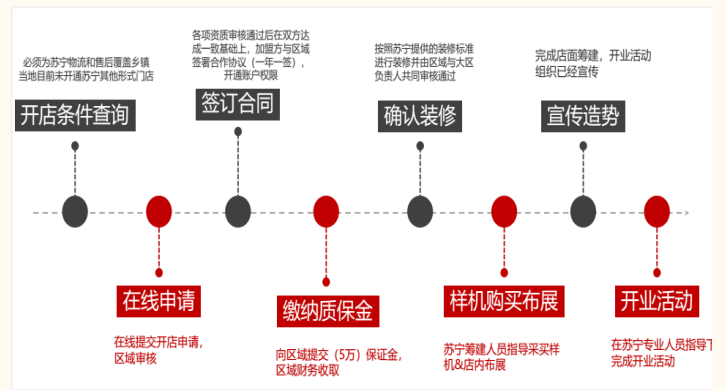 必须为苏宁物流和售后覆盖乡镇
当地目前未开通苏宁其他形式门店
开店条件查询
在线申请
在线提交开店申请,
区域审核
各项资质审核通过后在双方达
成一致基础上，加盟方与区域
签署合作协议（一年一签），
开通账户权限
签订合同
缴纳质保金
向区域提交（5万）保证金，
区域财务收取
按照苏宁提供的装修标准
进行装修并由区域与大区
负责人共同审核通过
确认装修
样机购买布展
苏宁筹建人员指导采买样
机&店内布展
完成店面筹建，开业活动
组织已经宣传
宣传造势
开业活动
在苏宁专业人员指导下
完成开业活动